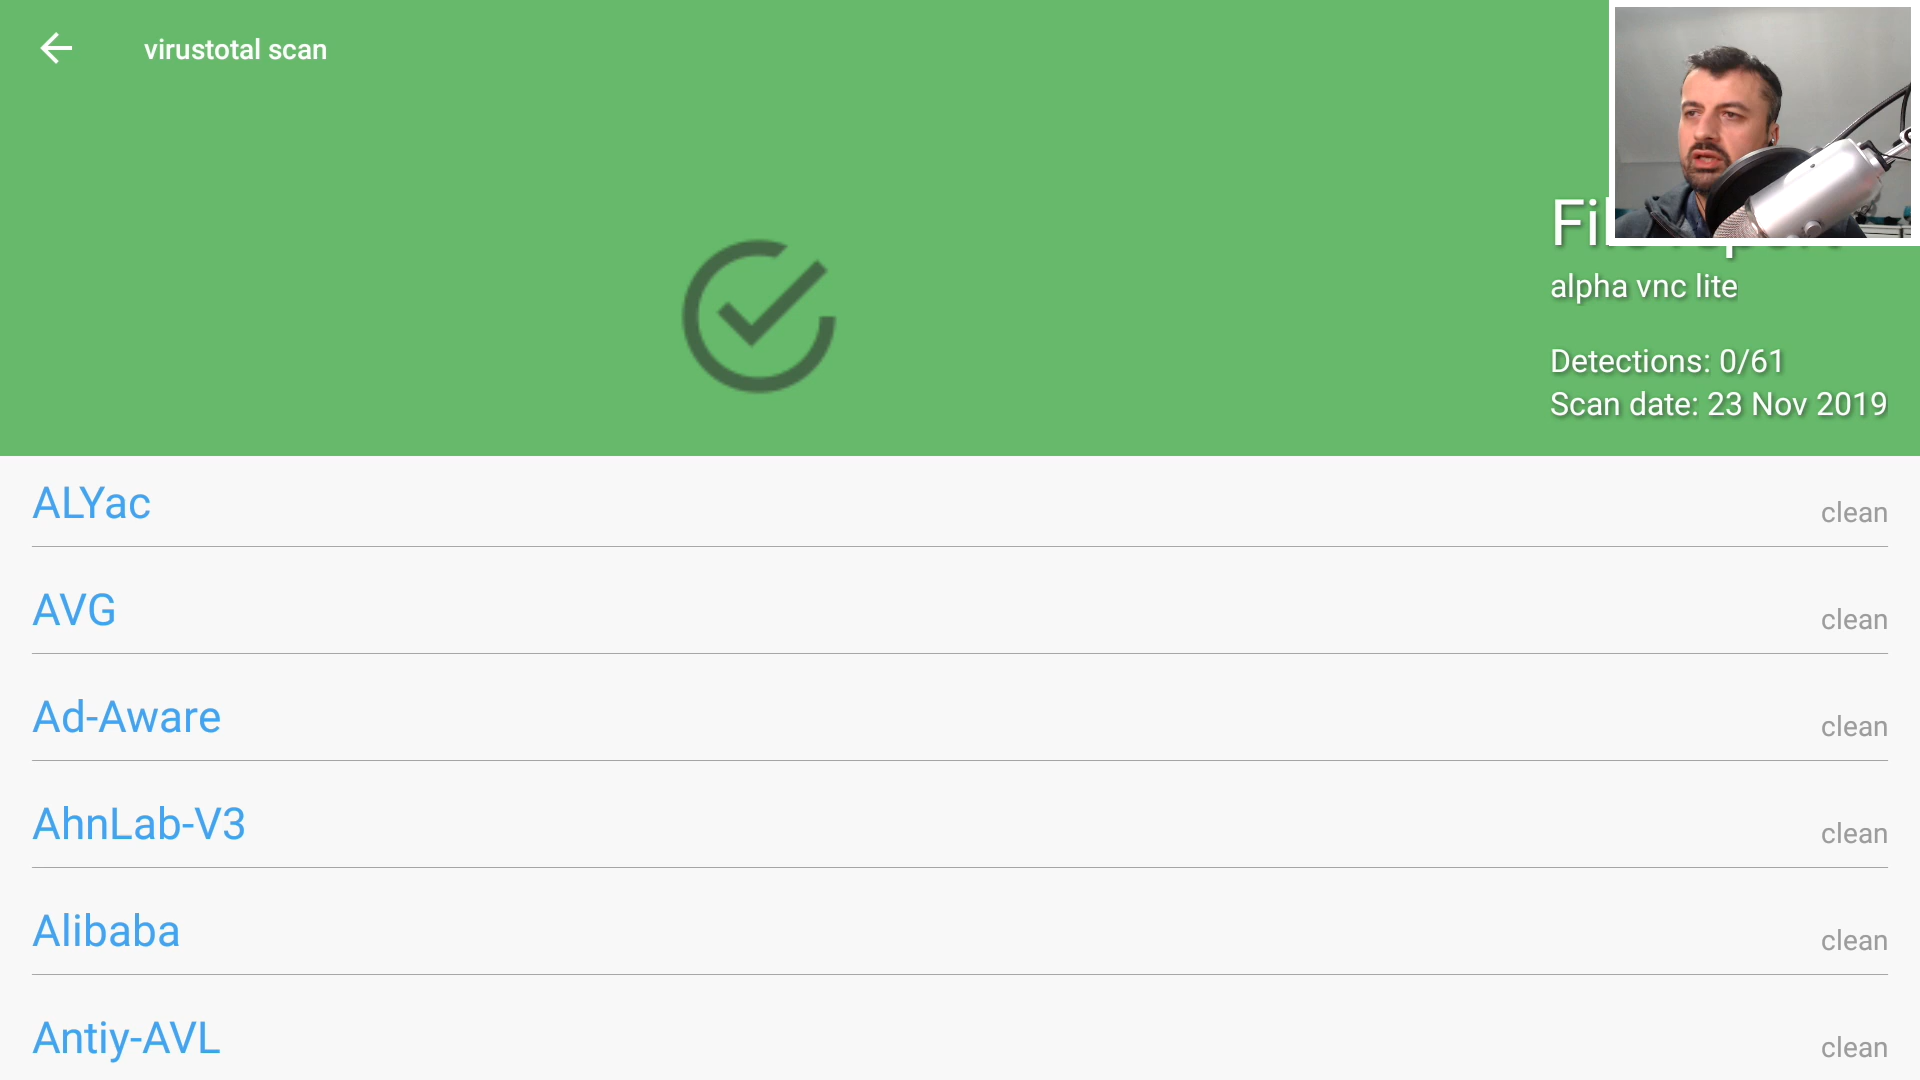 virustotal scan
alpha vnc lite
Detections: 0/61
Scan date: 23 Nov 2019
ALYac
clean
AVG
clean
Ad-Aware
clean
AhnLab-V3
clean
Alibaba
clean
Antiy-AVL
clean